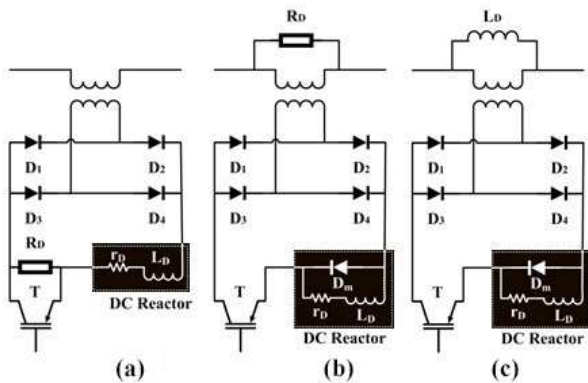 RD
LD
D1 D2
D3 D4
RD
T
rD LD
DC Reactor
(a)
D1 D2
D3 D4
T
Dm
rD LD
DC Reactor
(b)
D1 D2
D3 D4
T
Dm
rD LD
DC Reactor
(c)